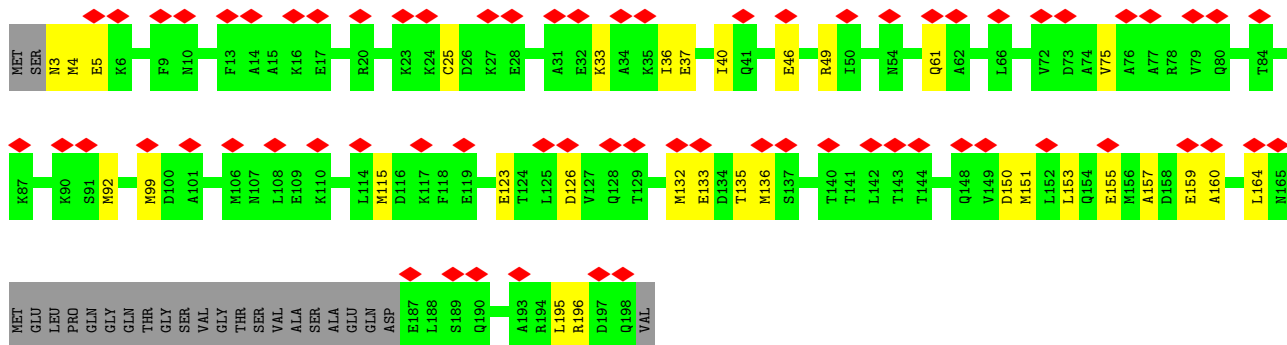 MET SER N3 M4 E5 K6 F9 N10 F13 A14 A15 K16 E17 R20 K23 K24 C25 D26 K27 E28 A31 E32 K33 A34 K35 I36 E37 I40 Q41 E46 R49 I50 N54 Q61 A62 L66 V72 D73 A74 V75 A76 A77 R78 V79 Q80 T84
K87 K90 S91 M92 M99 D100 A101 M106 N107 L108 E109 K110 L114 M115 D116 K117 F118 E119 E123 T124 L125 D126 V127 Q128 T129 M132 E133 D134 T135 M136 S137 T140 T141 L142 T143 T144 Q148 V149 D150 M151 L152 L153 Q154 E155 M156 A157 D158 E159 A160 L164 N165
MET GLU LEU PRO GLN GLY GLN THR GLY SER VAL GLY THR SER VAL ALA SER ALA GLU GLN ASP E187 L188 S189 Q190 A193 R194 L195 R196 D197 Q198 VAL